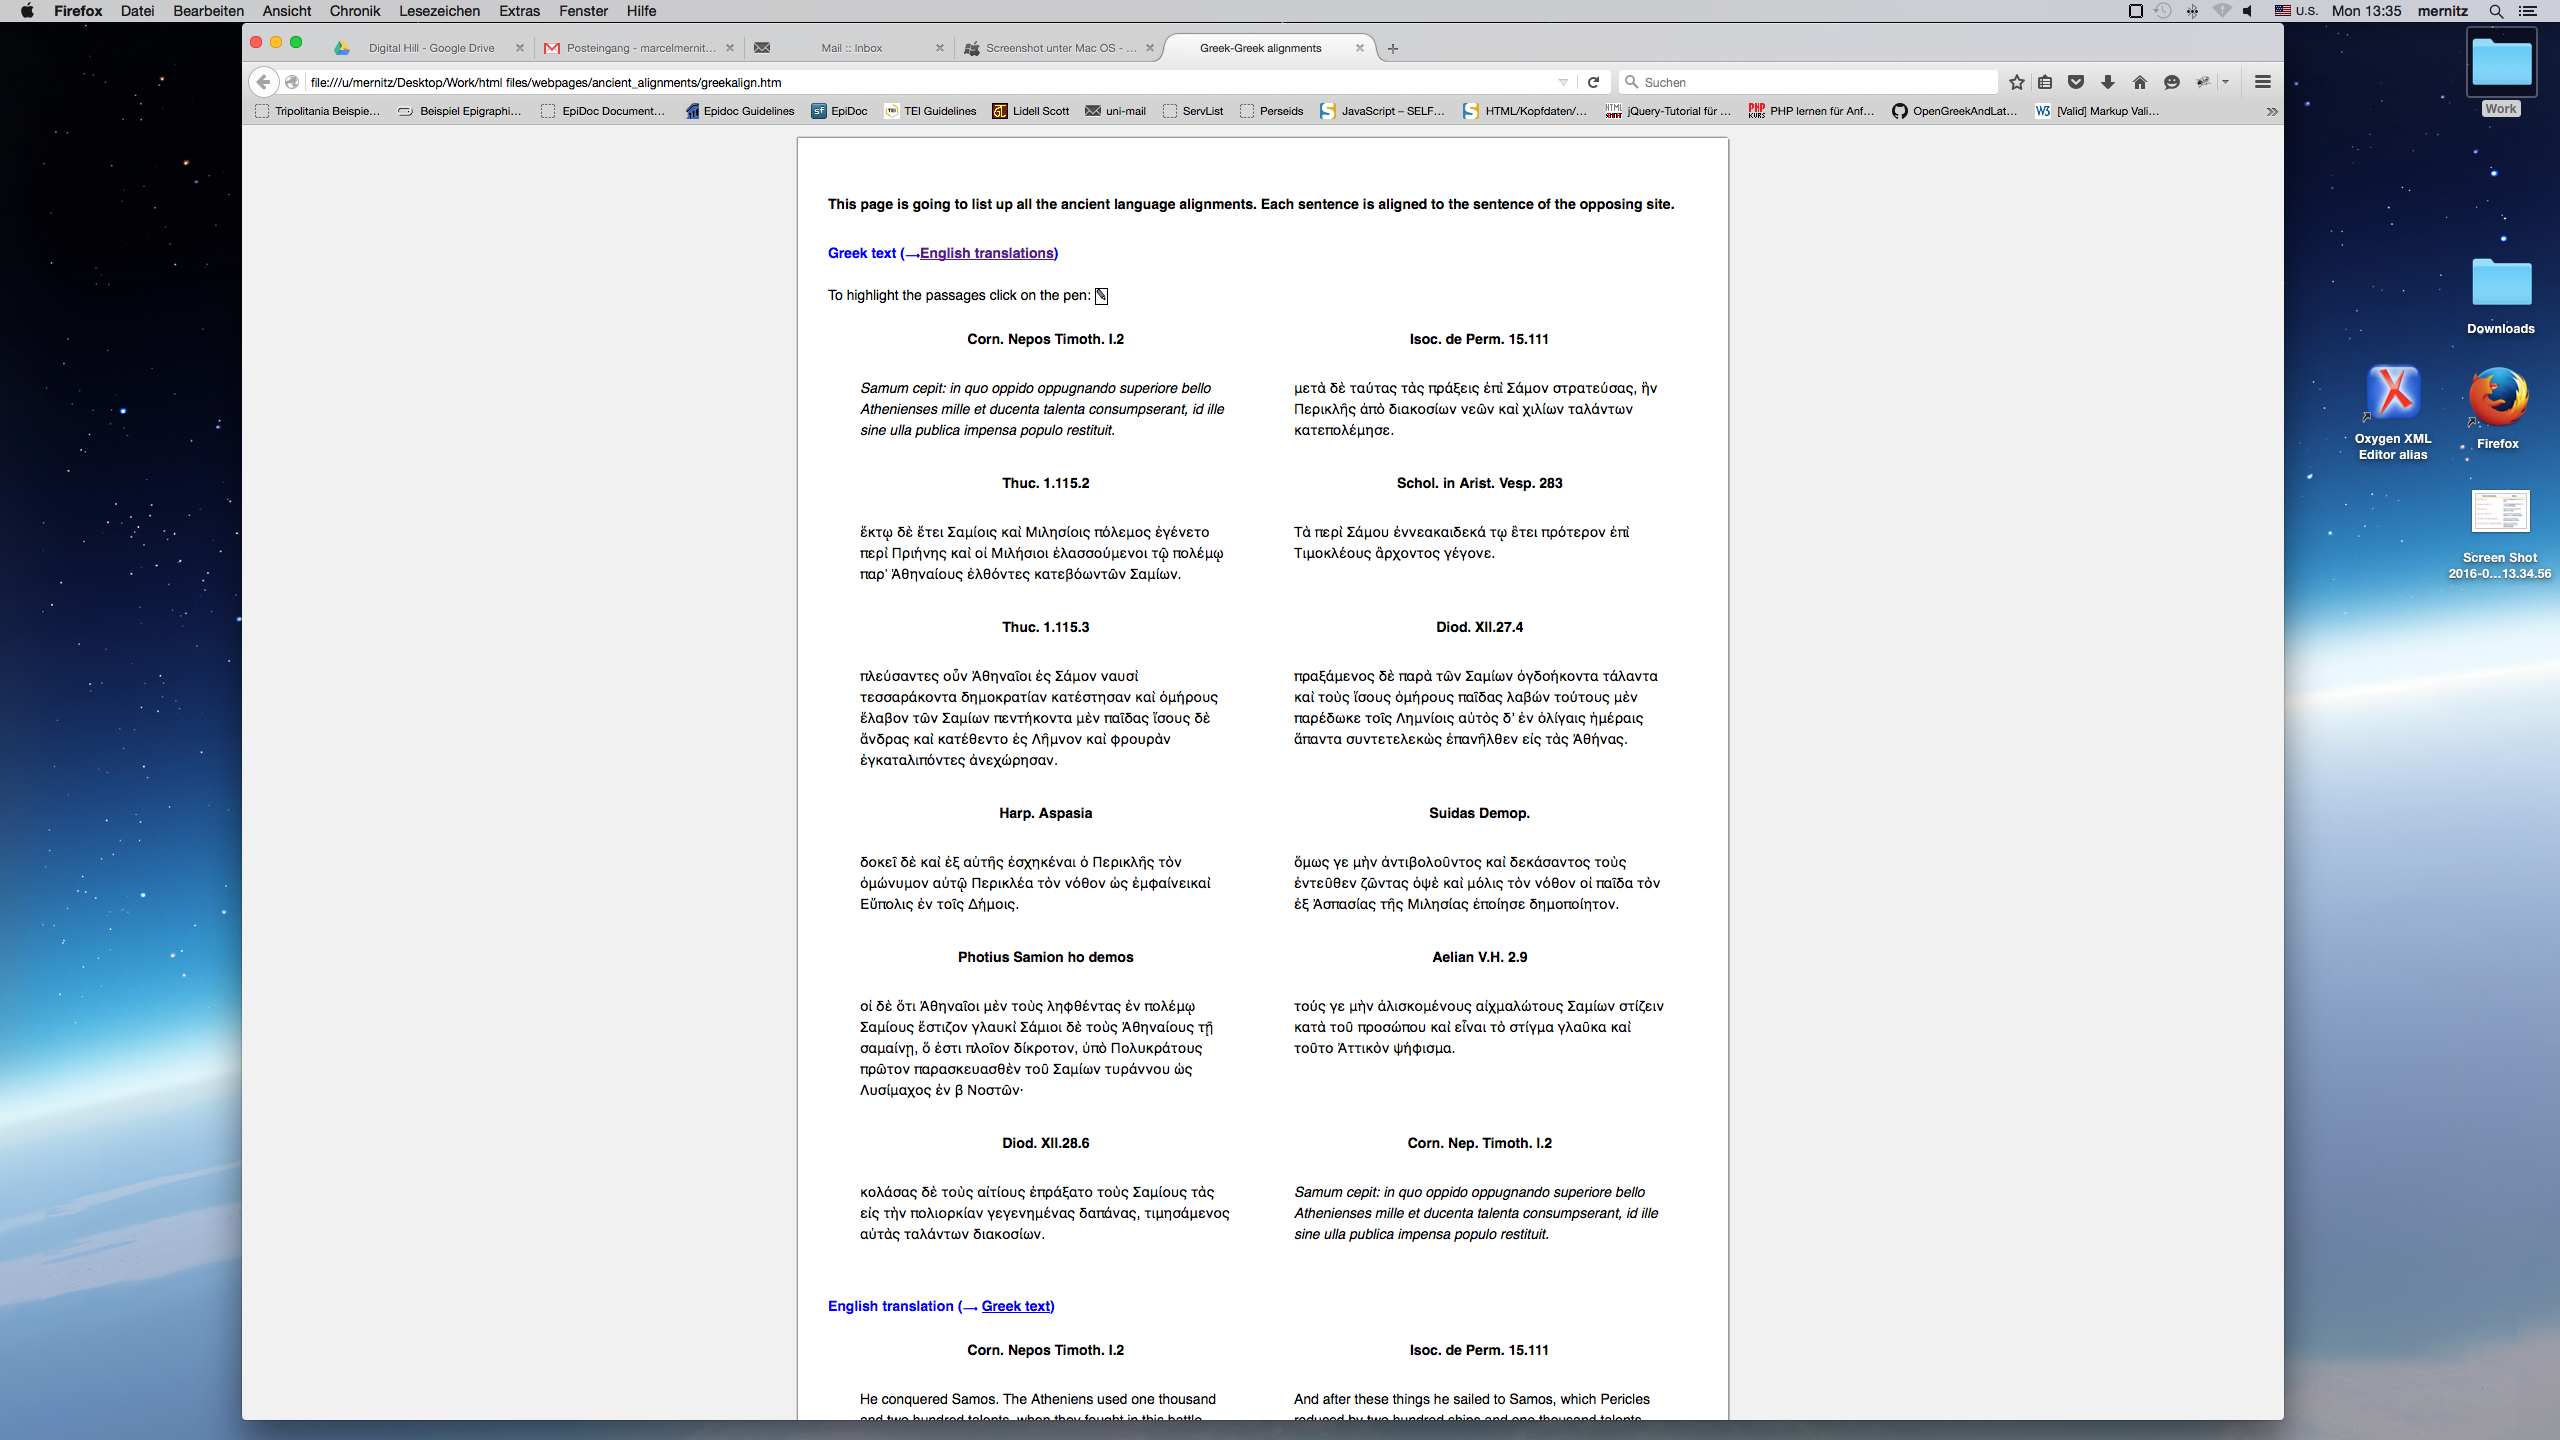 Firefox Datei Bearbeiten Ansicht Chronik Lesezeichen Extras Fenster Hilfe
U.S. Mon 13:35 mernitz
Digital Hill - Google Drive
Posteingang - marcelmernit...
Mail :: Inbox
Screenshot unter Mac OS - ...
Greek-Greek alignments
file:///u/mernitz/Desktop/Work/html files/webpages/ancient_alignments/greekalign.htm
Suchen
Tripolitania Beispie... Beispiel Epigraphi... EpiDoc Document... Epidoc Guidelines EpiDoc TEI Guidelines Lidell Scott uni-mail ServList Perseids JavaScript – SELF... HTML/Kopfdaten/... jQuery-Tutorial für ... PHP lernen für Anf... OpenGreekAndLat... [Valid] Markup Vali...
This page is going to list up all the ancient language alignments. Each sentence is aligned to the sentence of the opposing site.
Greek text (→English translations)
To highlight the passages click on the pen: ✎
Corn. Nepos Timoth. I.2
Samum cepit: in quo oppido oppugnando superiore bello
Athenienses mille et ducenta talenta consumpserant, id ille
sine ulla publica impensa populo restituit.
Isoc. de Perm. 15.111
μετὰ δὲ ταύτας τὰς πράξεις ἐπὶ Σάμον στρατεύσας, ἣν
Περικλῆς ἀπὸ διακοσίων νεῶν καὶ χιλίων ταλάντων
κατεπολέμησε.
Thuc. 1.115.2
ἕκτῳ δὲ ἔτει Σαμίοις καὶ Μιλησίοις πόλεμος ἐγένετο
περὶ Πριήνης καὶ οἱ Μιλήσιοι ἐλασσούμενοι τῷ πολέμῳ
παρ’ Ἀθηναίους ἐλθόντες κατεβόωντῶν Σαμίων.
Schol. in Arist. Vesp. 283
Τὰ περὶ Σάμου ἐννεακαιδεκά τῳ ἒτει πρότερον ἐπὶ
Τιμοκλέους ἂρχοντος γέγονε.
Thuc. 1.115.3
πλεύσαντες οὖν Ἀθηναῖοι ἐς Σάμον ναυσὶ
τεσσαράκοντα δημοκρατίαν κατέστησαν καὶ ὁμήρους
ἔλαβον τῶν Σαμίων πεντήκοντα μὲν παῖδας ἴσους δὲ
ἄνδρας καὶ κατέθεντο ἐς Λῆμνον καὶ φρουρὰν
ἐγκαταλιπόντες ἀνεχώρησαν.
Diod. XII.27.4
πραξάμενος δὲ παρὰ τῶν Σαμίων ὀγδοήκοντα τάλαντα
καὶ τοὺς ἴσους ὁμήρους παῖδας λαβών τούτους μὲν
παρέδωκε τοῖς Λημνίοις αὐτὸς δ’ ἐν ὀλίγαις ἡμέραις
ἅπαντα συντετελεκὼς ἐπανῆλθεν εἰς τὰς Ἀθήνας.
Harp. Aspasia
δοκεῖ δὲ καὶ ἐξ αὐτῆς ἐσχηκέναι ὁ Περικλῆς τὸν
ὁμώνυμον αὐτῷ Περικλέα τὸν νόθον ὡς ἐμφαίνεικαὶ
Εὔπολις ἐν τοῖς Δήμοις.
Suidas Demop.
ὅμως γε μὴν ἀντιβολοῦντος καὶ δεκάσαντος τοὺς
ἐντεῦθεν ζῶντας ὀψὲ καὶ μόλις τὸν νόθον οἱ παῖδα τὸν
ἐξ Ἀσπασίας τῆς Μιλησίας ἐποίησε δημοποίητον.
Photius Samion ho demos
οἱ δὲ ὅτι Ἀθηναῖοι μὲν τοὺς ληφθέντας ἐν πολέμῳ
Σαμίους ἔστιζον γλαυκὶ Σάμιοι δὲ τοὺς Ἀθηναίους τῇ
σαμαίνῃ, ὅ ἐστι πλοῖον δίκροτον, ὑπὸ Πολυκράτους
πρῶτον παρασκευασθὲν τοῦ Σαμίων τυράννου ὡς
Λυσίμαχος ἐν β Νοστῶν·
Aelian V.H. 2.9
τούς γε μὴν ἁλισκομένους αἰχμαλώτους Σαμίων στίζειν
κατὰ τοῦ προσώπου καὶ εἶναι τὸ στίγμα γλαῦκα καὶ
τοῦτο Ἀττικὸν ψήφισμα.
Diod. XII.28.6
κολάσας δὲ τοὺς αἰτίους ἐπράξατο τοὺς Σαμίους τὰς
εἰς τὴν πολιορκίαν γεγενημένας δαπάνας, τιμησάμενος
αὐτὰς ταλάντων διακοσίων.
Corn. Nep. Timoth. I.2
Samum cepit: in quo oppido oppugnando superiore bello
Athenienses mille et ducenta talenta consumpserant, id ille
sine ulla publica impensa populo restituit.
English translation (→ Greek text)
Corn. Nepos Timoth. I.2
He conquered Samos. The Atheniens used one thousand
and two hundred talents, when they fought in this battle
Isoc. de Perm. 15.111
And after these things he sailed to Samos, which Pericles
reduced by two hundred ships and one thousand talents
Work
Downloads
Oxygen XML
Editor alias
Firefox
Screen Shot
2016-0...13.34.56